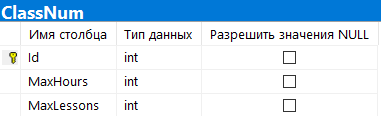 ClassNum
Имя столбца Тип данных Разрешить значения NULL
Id int
MaxHours int
MaxLessons int